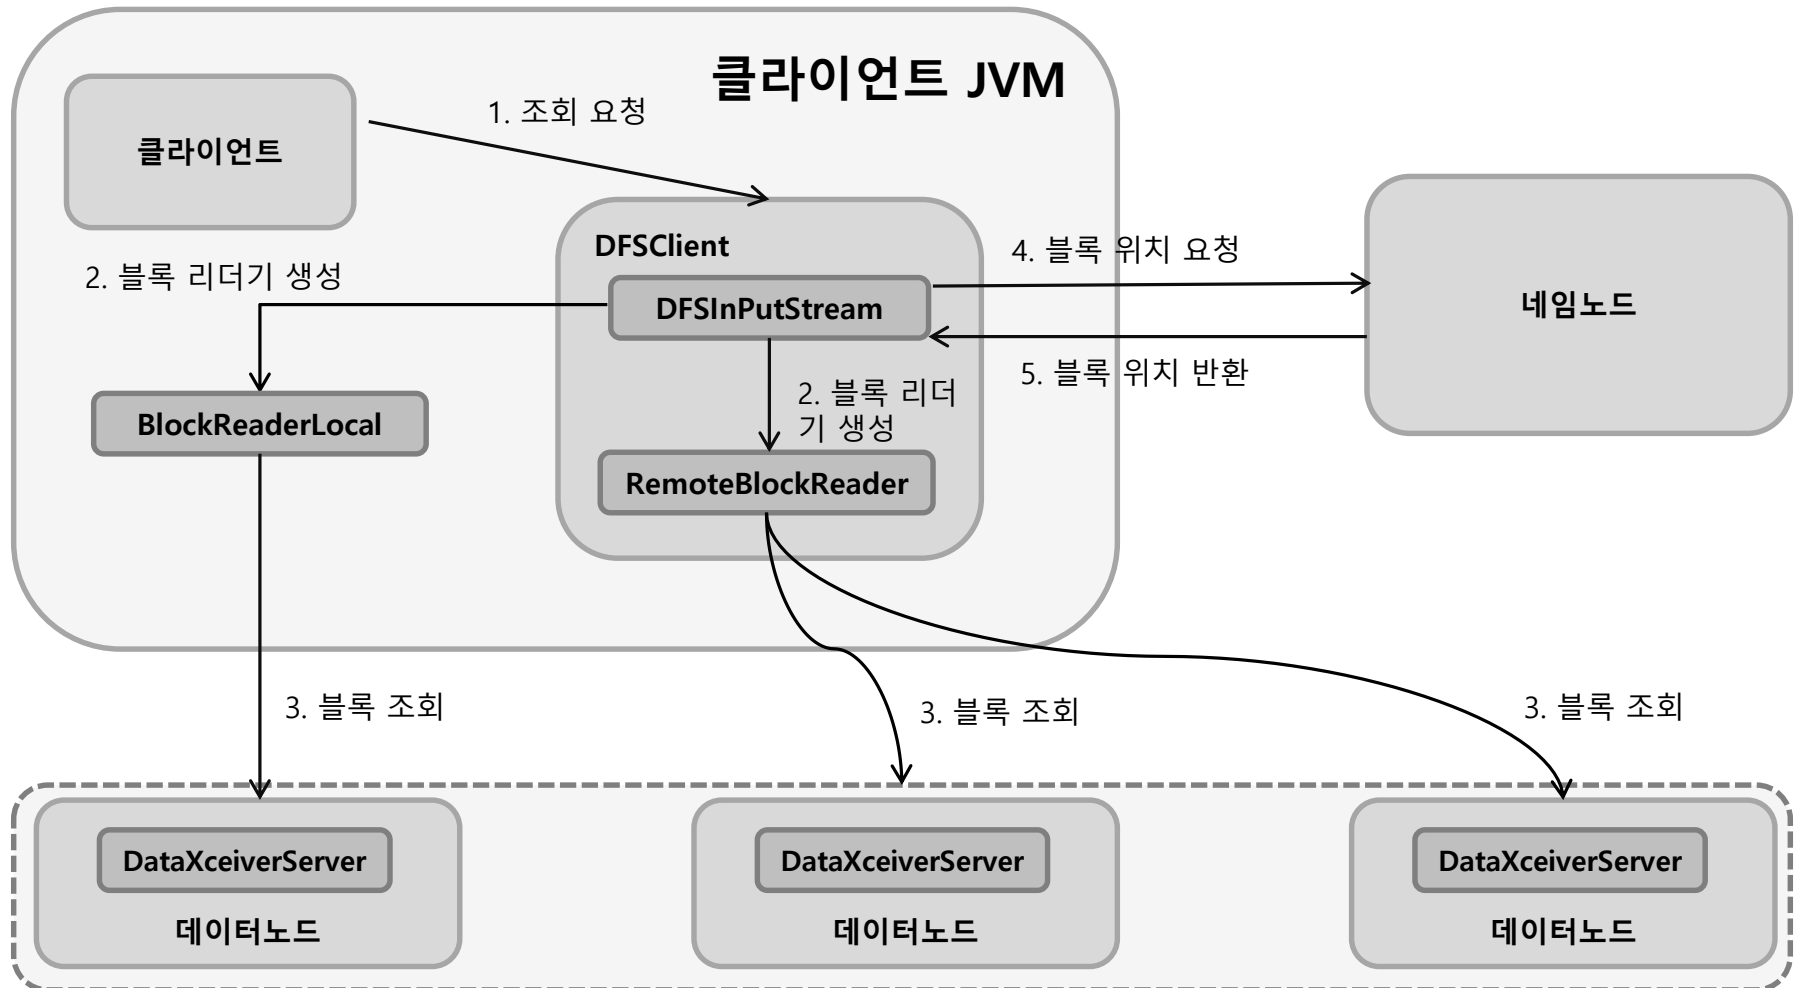 클라이언트 JVM
클라이언트
1. 조회 요청
DFSClient
2. 블록 리더기 생성
DFSInPutStream
4. 블록 위치 요청
네임노드
5. 블록 위치 반환
2. 블록 리더
기 생성
BlockReaderLocal
RemoteBlockReader
3. 블록 조회
3. 블록 조회
3. 블록 조회
DataXceiverServer
데이터노드
DataXceiverServer
데이터노드
DataXceiverServer
데이터노드